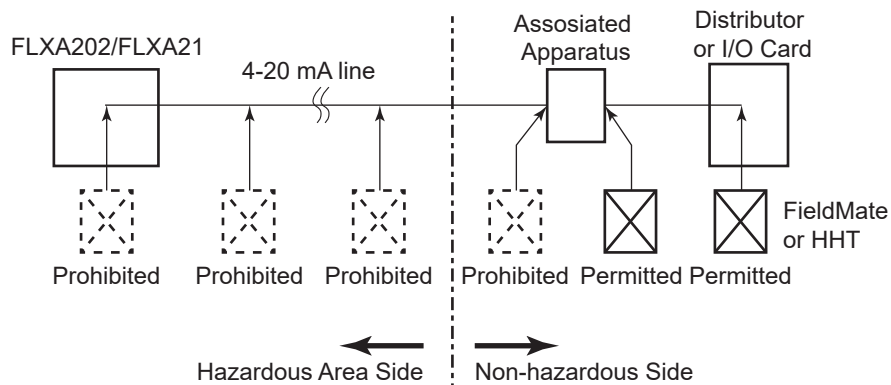 FLXA202/FLXA21
4-20 mA line
Assosiated
Apparatus
Distributor
or I/O Card
FieldMate
or HHT
Prohibited
Prohibited
Prohibited
Prohibited
Permitted
Permitted
Hazardous Area Side
Non-hazardous Side